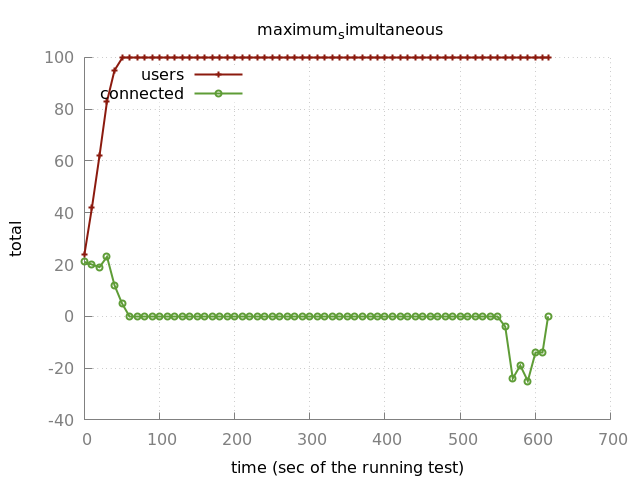 maximumsimultaneous
total
100
80
60
40
20
0
-20
-40
users
connected
0 100 200 300 400 500 600 700
time (sec of the running test)